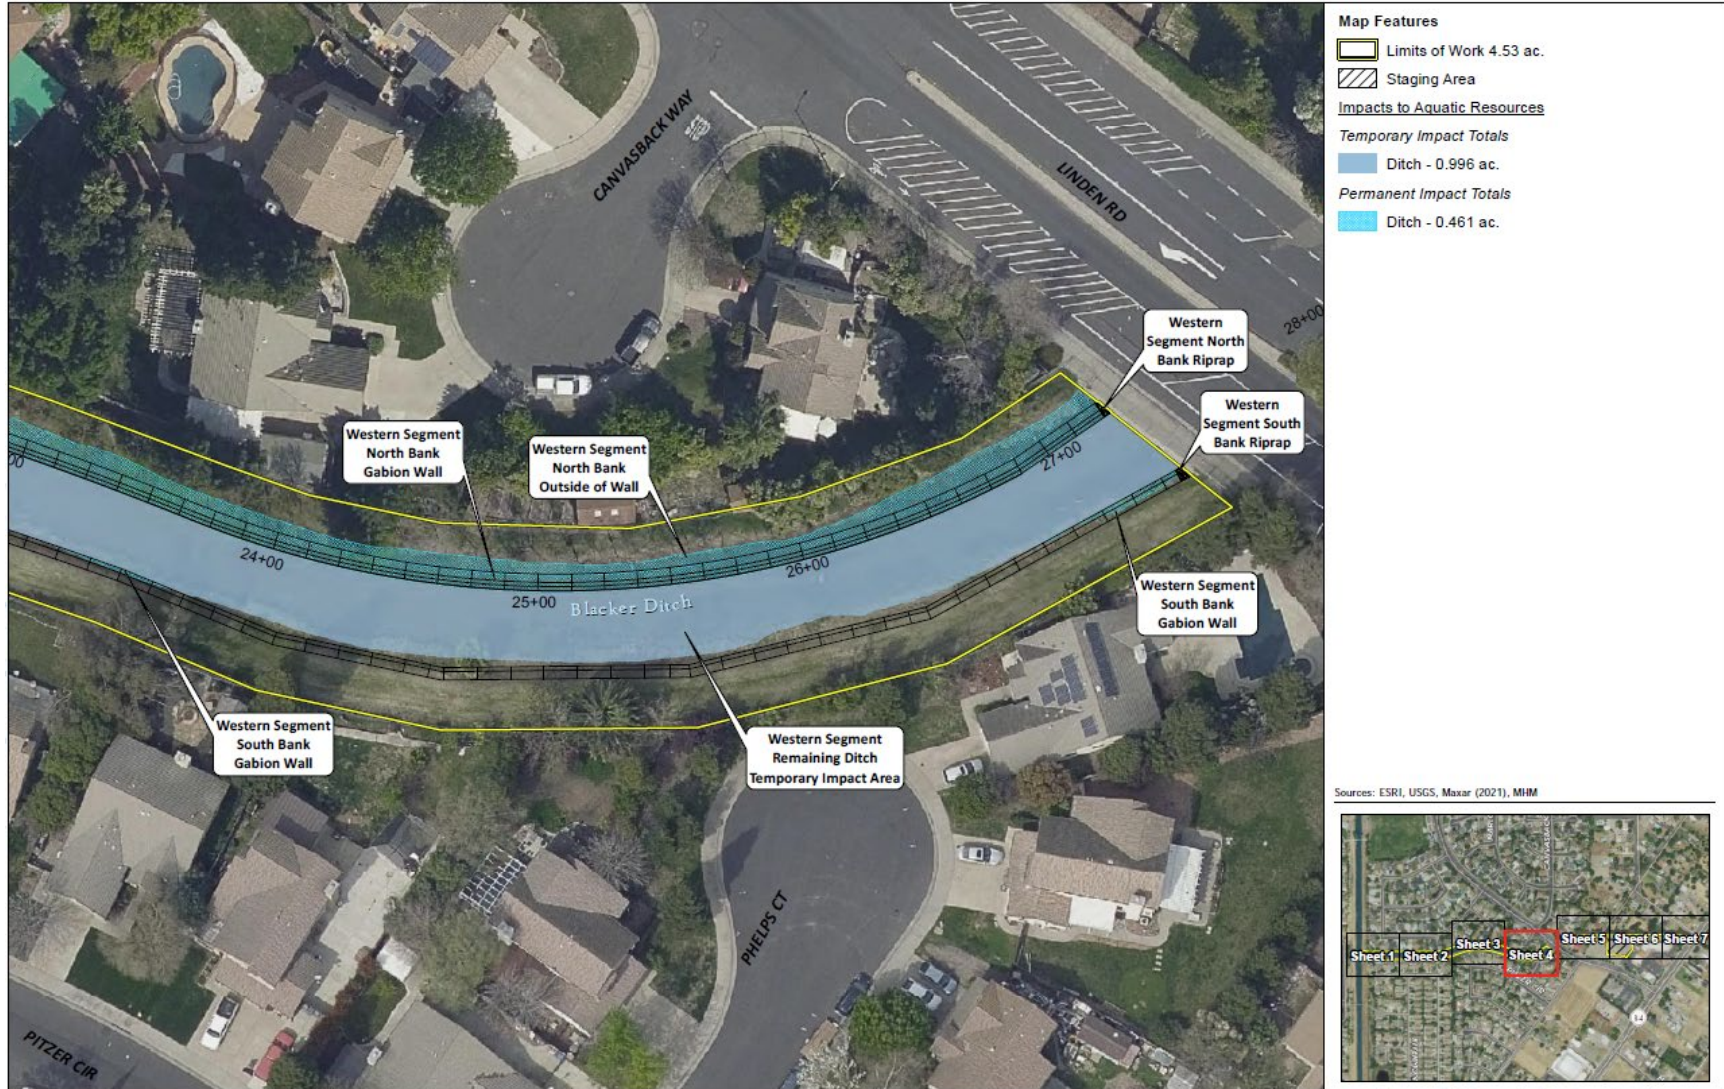 Map Features
Limits of Work 4.53 ac.
Staging Area
Impacts to Aquatic Resources
Temporary Impact Totals
Ditch - 0.996 ac.
Permanent Impact Totals
Ditch - 0.461 ac.
CANVASBACK WAY
LINDEN RD
28+00
Western
Segment North
Bank Riprap
Western
Segment South
Bank Riprap
Western Segment
North Bank
Gabion Wall
Western Segment
North Bank
Outside of Wall
27+00
24+00
26+00
25+00
Blacker Ditch
Western Segment
South Bank
Gabion Wall
Western Segment
South Bank
Gabion Wall
Western Segment
Remaining Ditch
Temporary Impact Area
PHELPS CT
PITZER CIR
Sources: ESRI, USGS, Maxar (2021), MHM
Sheet 1
Sheet 2
Sheet 3
Sheet 4
Sheet 5
Sheet 6
Sheet 7